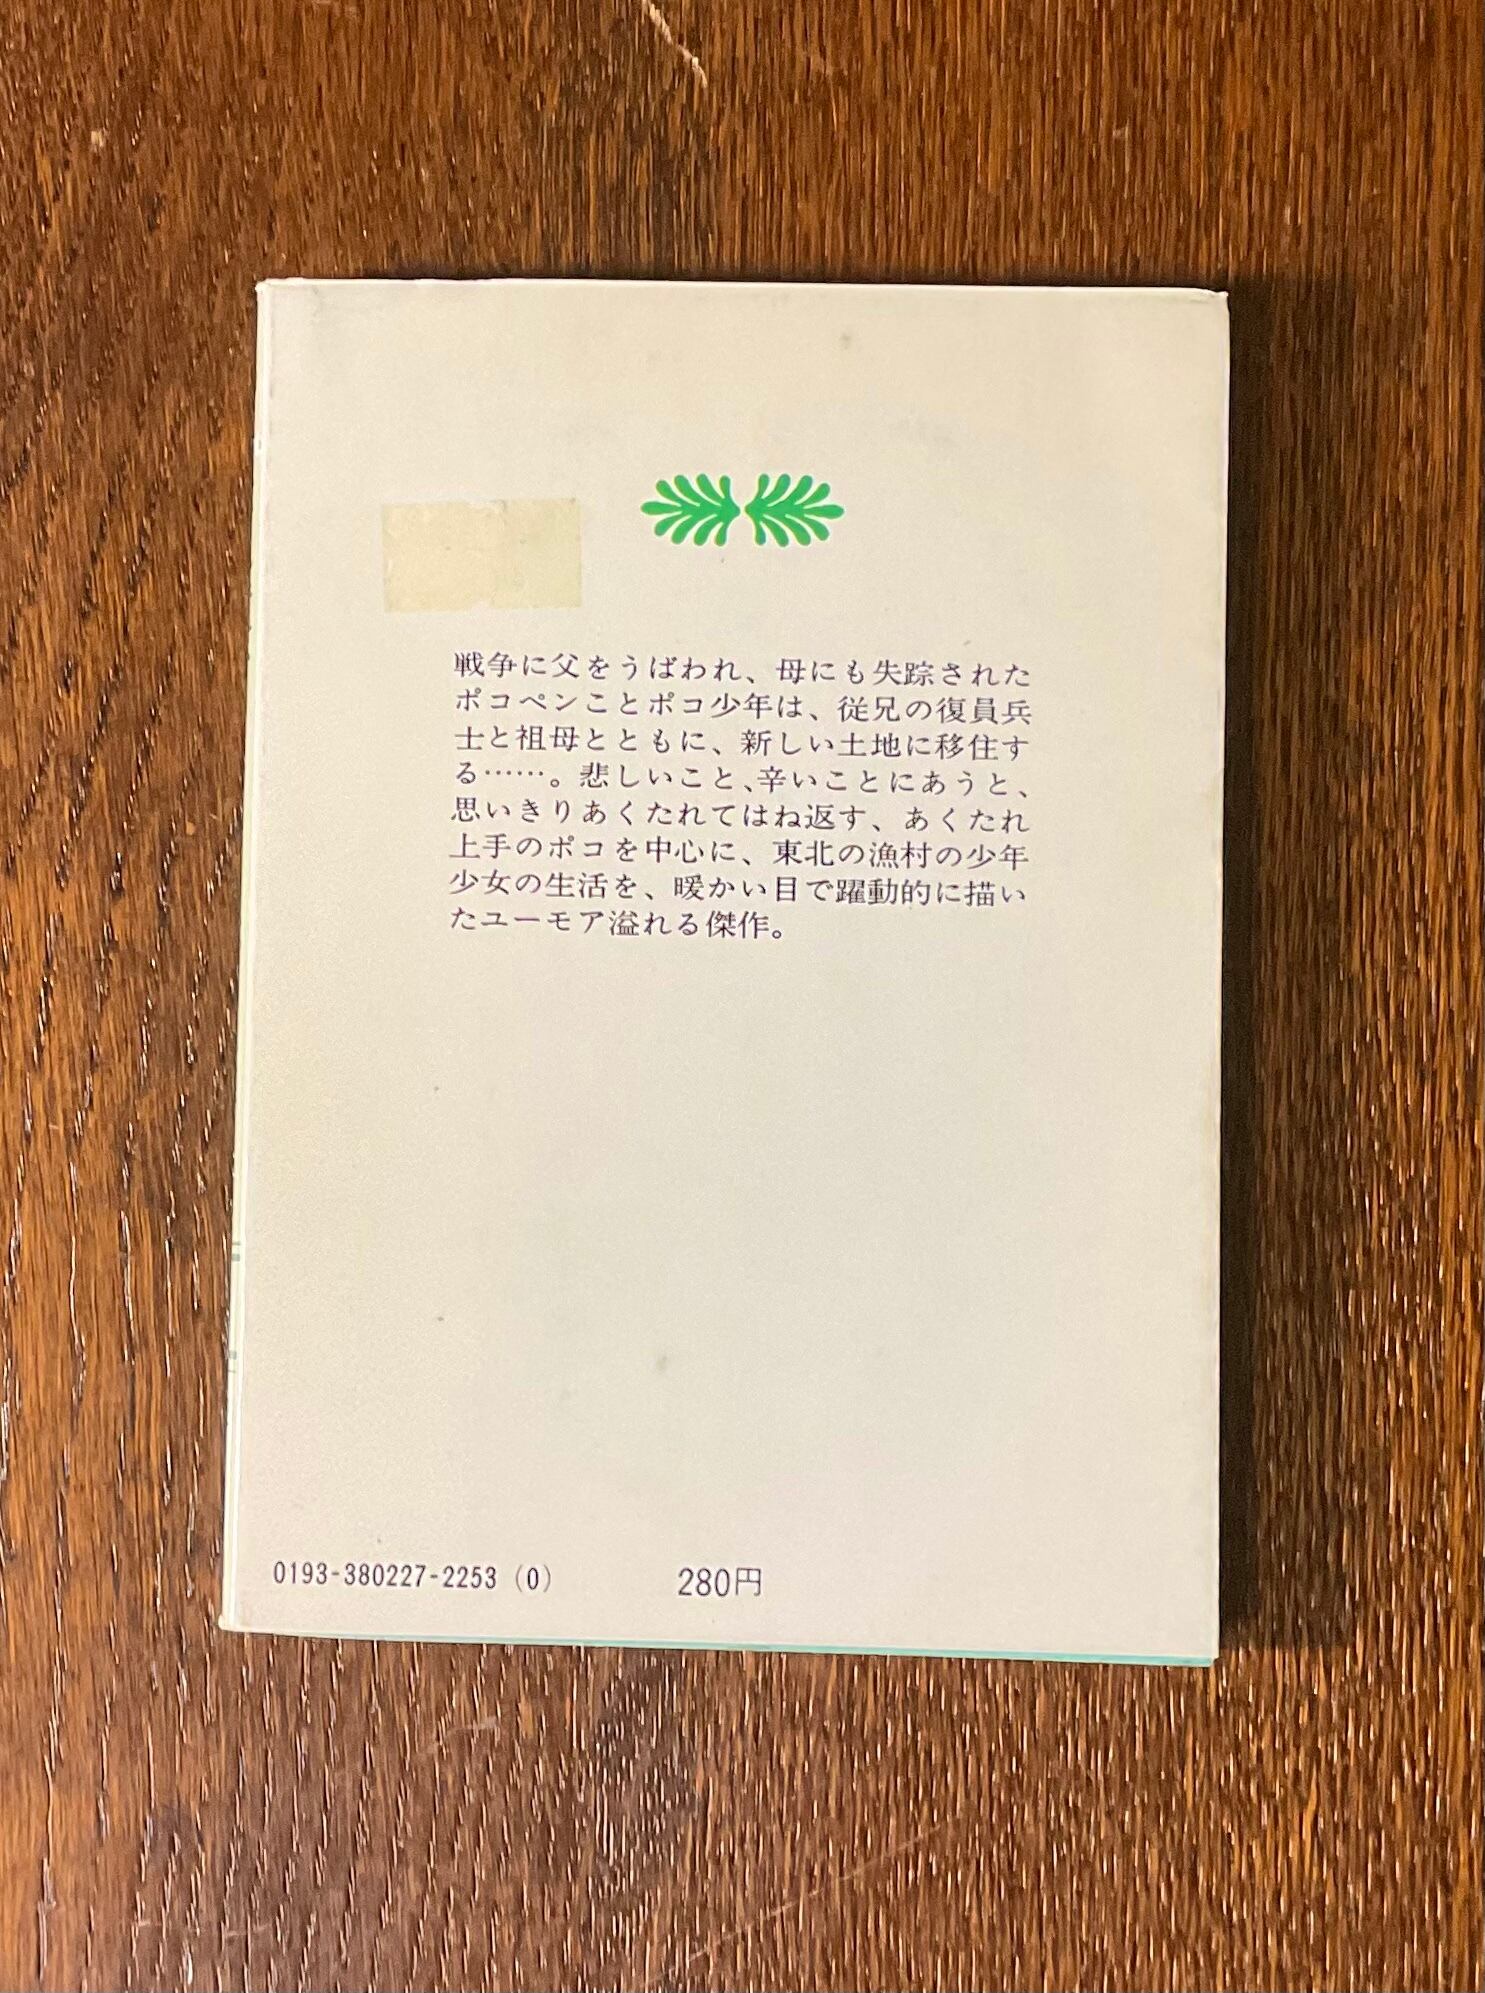 戦争に父をうばわれ、母にも失踪された
ポコペンことポコ少年は、従兄の復員兵
士と祖母とともに、新しい土地に移住す
る……。悲しいこと、辛いことにあうと、
思いきりあくたれてはね返す、あくたれ
上手のポコを中心に、東北の漁村の少年
少女の生活を、暖かい目で躍動的に描い
たユーモア溢れる傑作。
0193-380227-2253（0）
280円